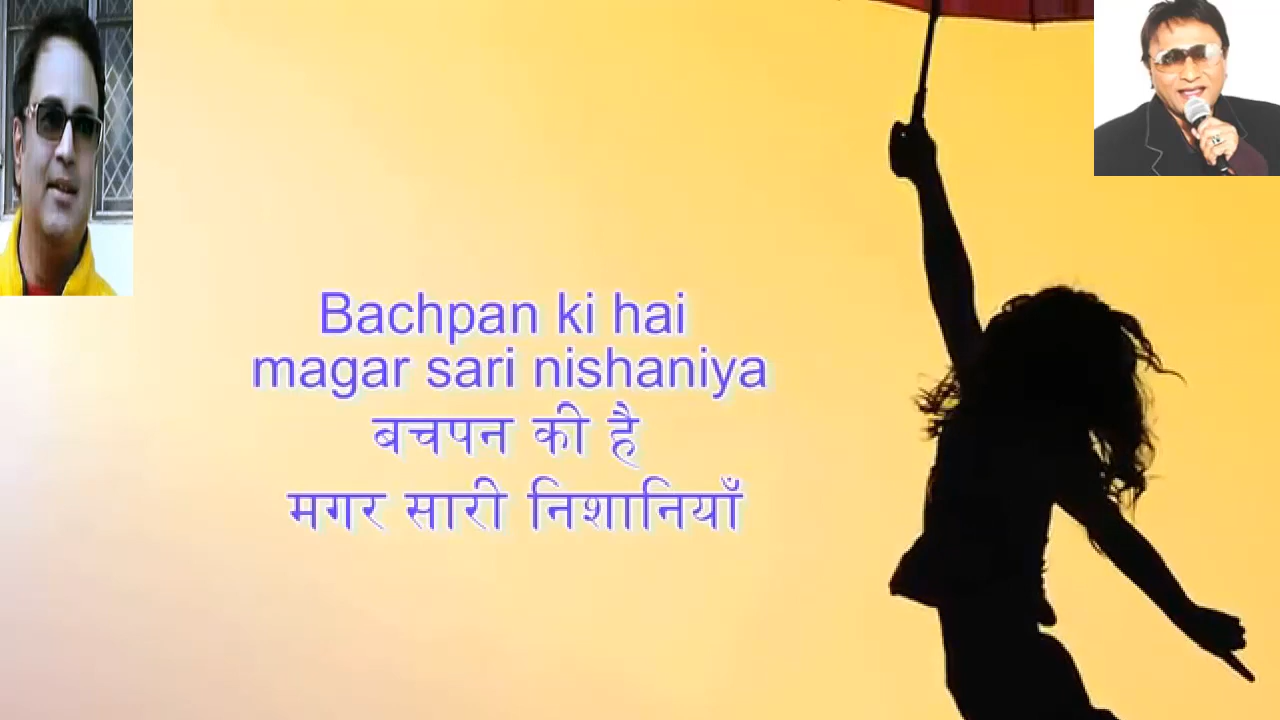 Bachpan ki hai
magar sari nishaniya
बचपन की है
मगर सारी निशानियाँ